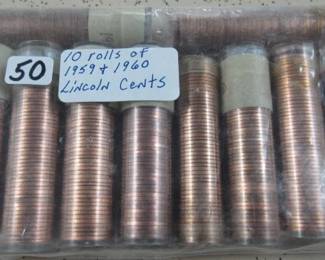 50
10 rolls of
1959 + 1960
Lincoln Cents